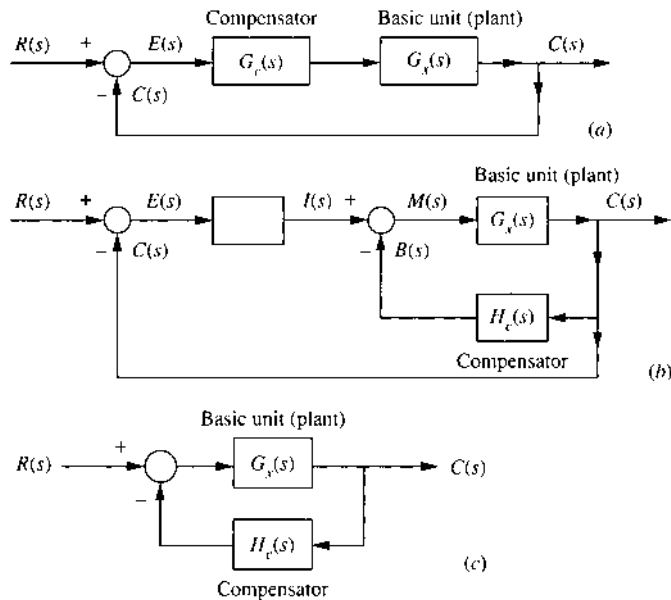 Compensator Basic unit (plant)
R(s) + E(s) G_c(s) G_x(s) C(s)
− C(s)
(a)
Basic unit (plant)
R(s) + E(s) I(s) + M(s) G_x(s) C(s)
− C(s) − B(s)
H_c(s)
Compensator
(b)
Basic unit (plant)
R(s) + G_x(s) C(s)
−
H_c(s)
Compensator
(c)